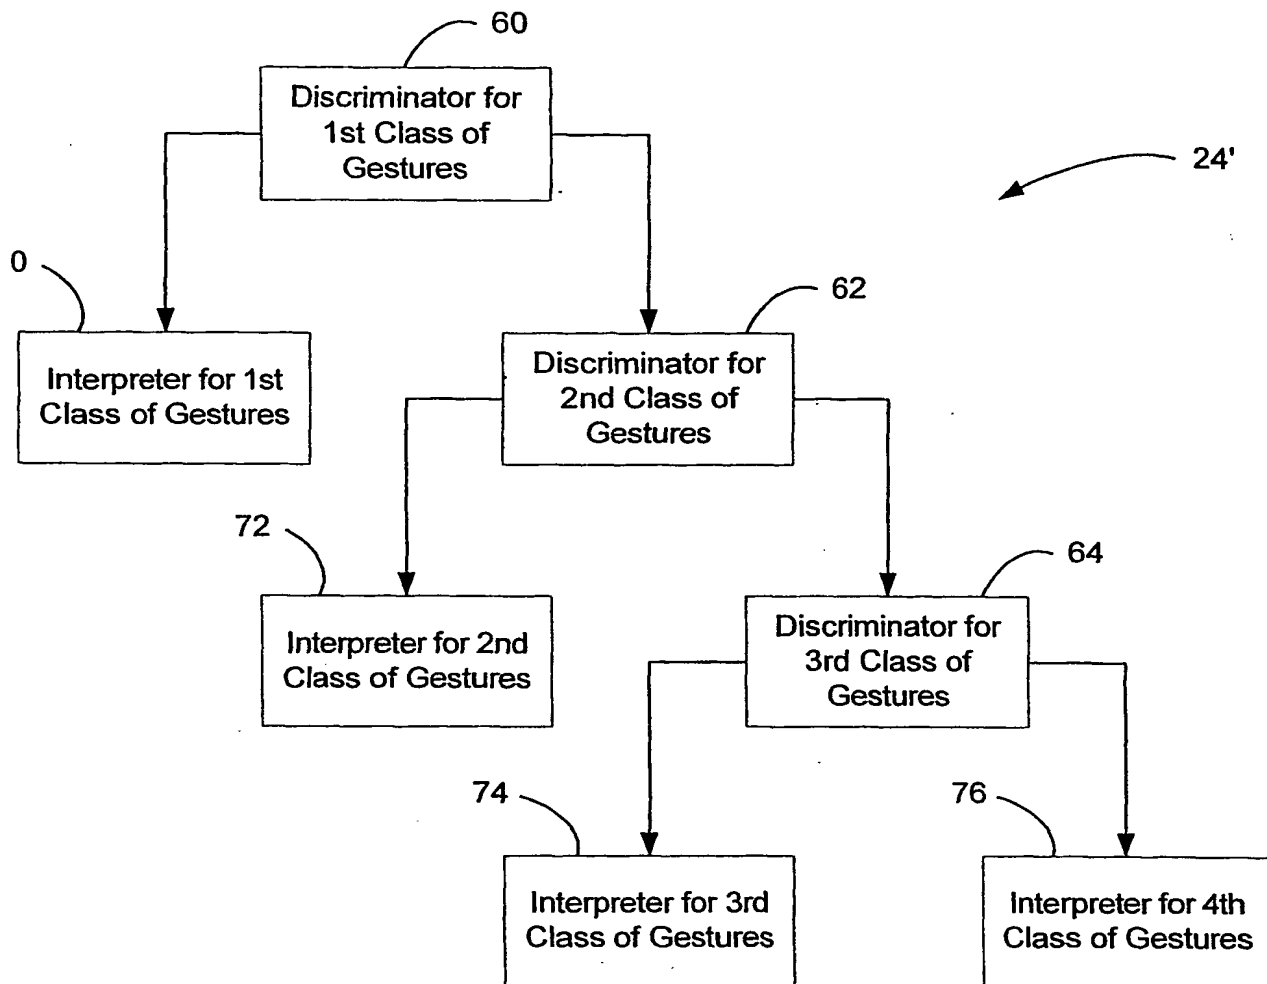 60
Discriminator for
1st Class of
Gestures
24'
0
62
Interpreter for 1st
Class of Gestures
Discriminator for
2nd Class of
Gestures
72
64
Interpreter for 2nd
Class of Gestures
Discriminator for
3rd Class of
Gestures
74
76
Interpreter for 3rd
Class of Gestures
Interpreter for 4th
Class of Gestures